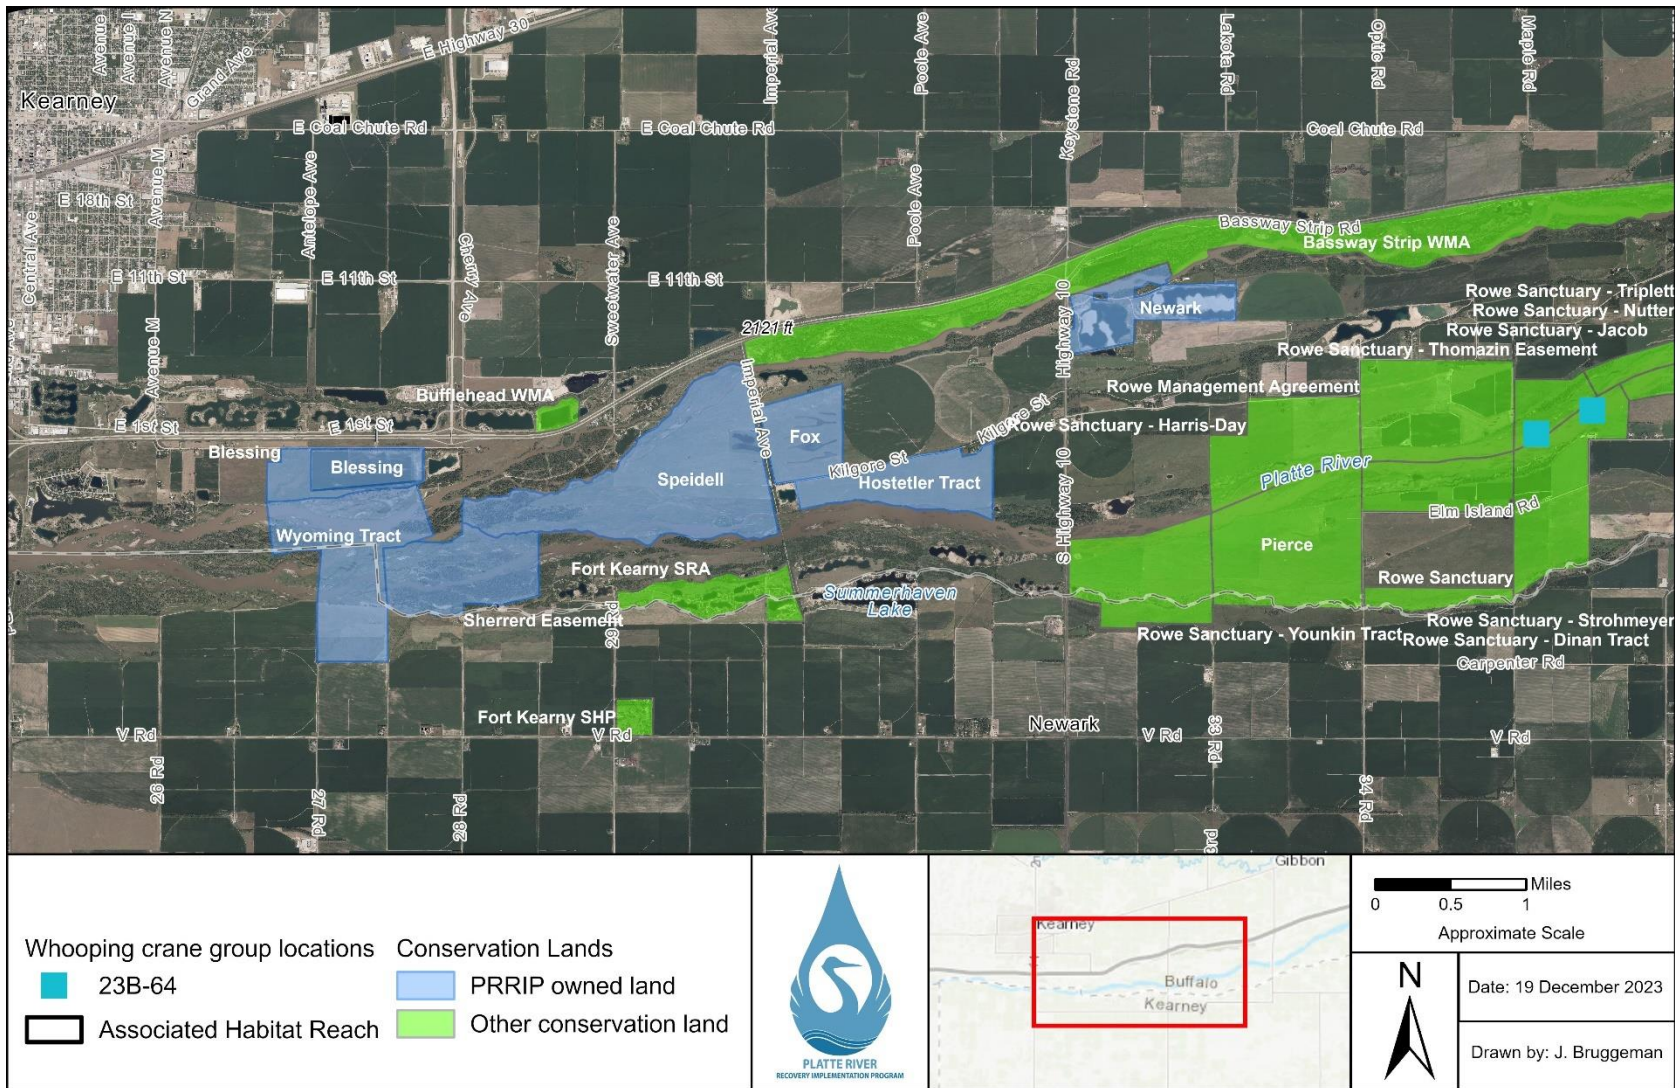 Avenue
Avenue J
Avenue N
Grand Ave
E Highway 30
Imperial Ave
Poole Ave
Keystone Rd
Lakota Rd
Optic Rd
Maple Rd
Kearney
E Coal Chute Rd
E Coal Chute Rd
Coal Chute Rd
Antelope Ave
Avenue M
E 18th St
Central Ave
Poole Ave
Cherry Ave
Sweetwater Ave
Bassway Strip Rd
Bassway Strip WMA
E 11th St
E 11th St
E 11th St
Highway 10
Newark
Rowe Sanctuary - Triplett
Rowe Sanctuary - Nutter
Rowe Sanctuary - Jacob
Rowe Sanctuary - Thomazin Easement
Avenue M
2121 ft
Imperial Ave
Bufflehead WMA
Rowe Management Agreement
E 1st St
E 1st St
Kilgore St
Rowe Sanctuary - Harris-Day
Fox
Blessing
Blessing
Speidell
Kilgore St
Hostetler Tract
Platte River
Elm Island Rd
S Highway 10
Wyoming Tract
Pierce
Fort Kearny SRA
Summerhaven
Lake
Rowe Sanctuary
Sherrerd Easement
29 Rd
Rowe Sanctuary - Younkin Tract
Rowe Sanctuary - Strohmeyer
Rowe Sanctuary - Dinan Tract
Carpenter Rd
Fort Kearny SHP
Newark
V Rd
V Rd
V Rd
V Rd
33 Rd
26 Rd
27 Rd
28 Rd
34 Rd
3rd
Whooping crane group locations
23B-64
Associated Habitat Reach
Conservation Lands
PRRIP owned land
Other conservation land
PLATTE RIVER
RECOVERY IMPLEMENTATION PROGRAM
Gibbon
Kearney
Buffalo
Kearney
Miles
0 0.5 1
Approximate Scale
N
Date: 19 December 2023
Drawn by: J. Bruggeman